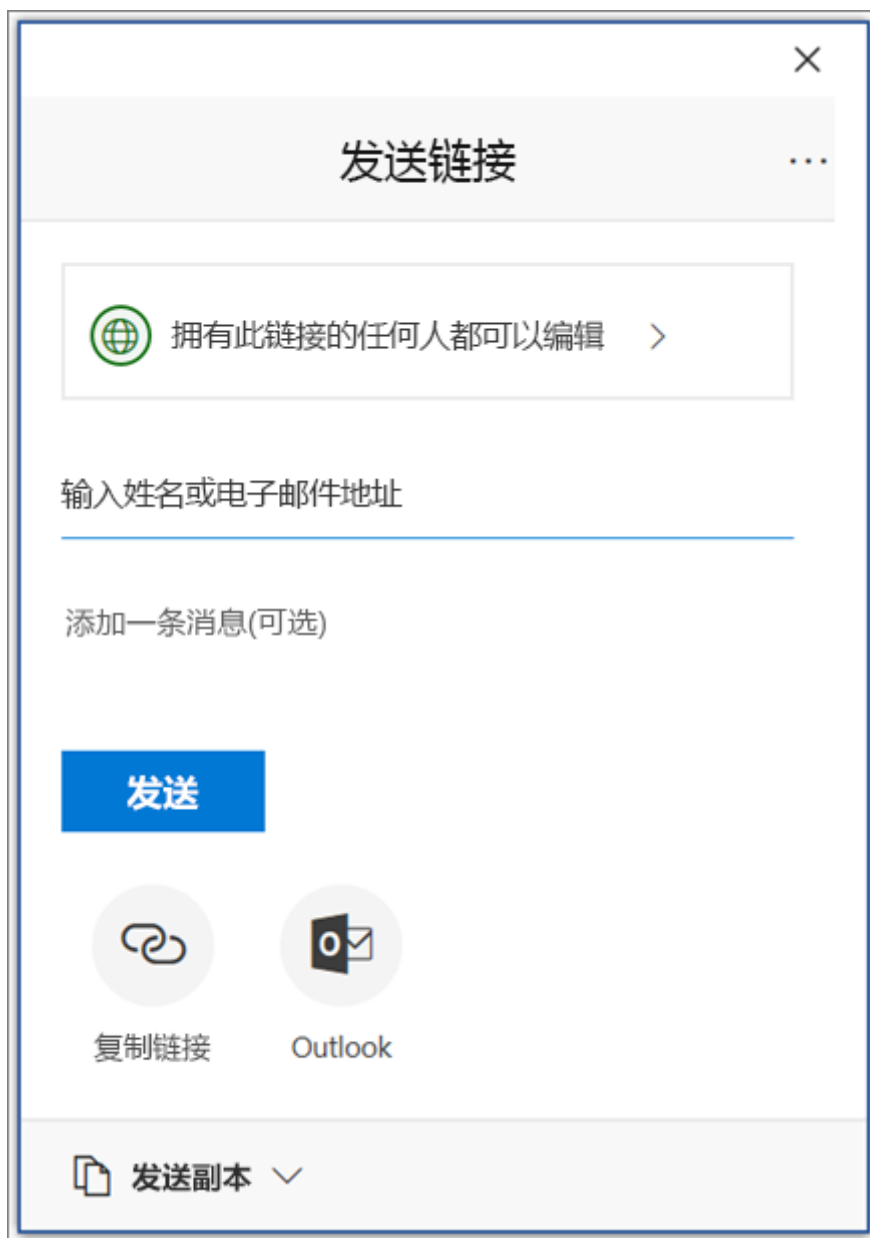 发送链接
拥有此链接的任何人都可以编辑
输入姓名或电子邮件地址
添加一条消息(可选)
发送
复制链接
Outlook
发送副本